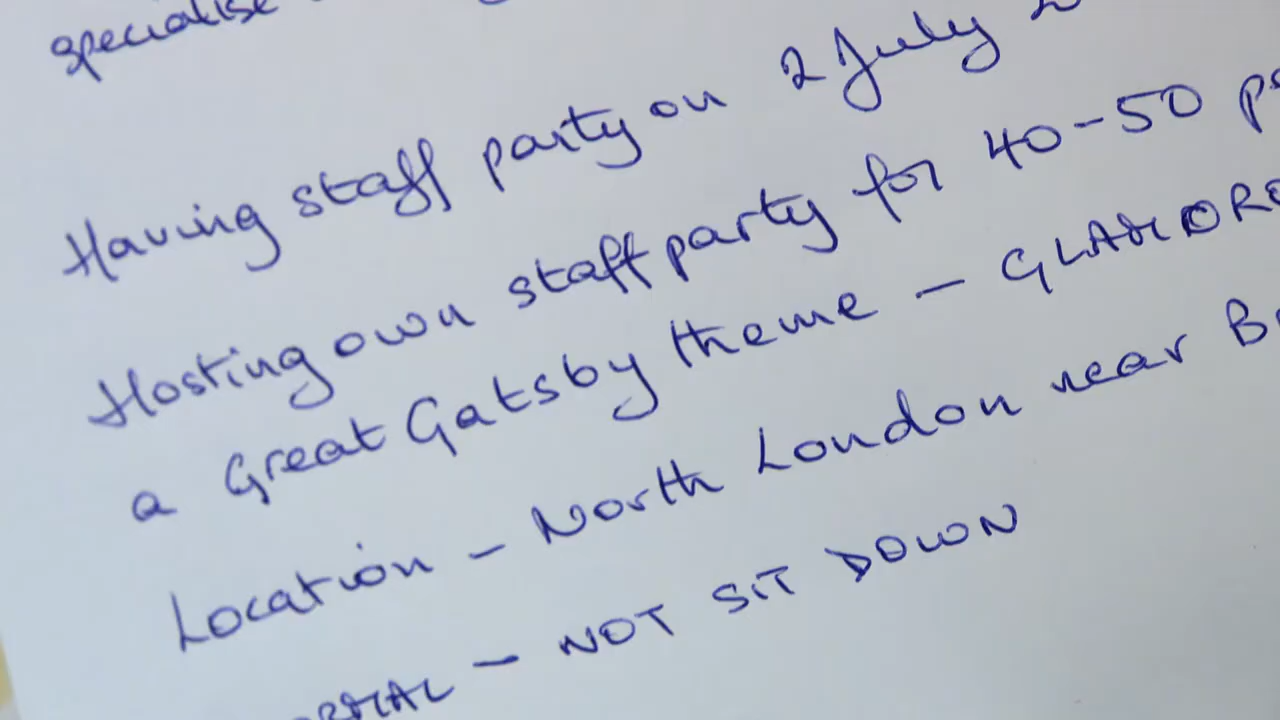 specialise
Having staff party on 2 July
Hosting own staff party for 40-50
a Great Gatsby theme -
Location - North London near
- NOT SIT DOWN